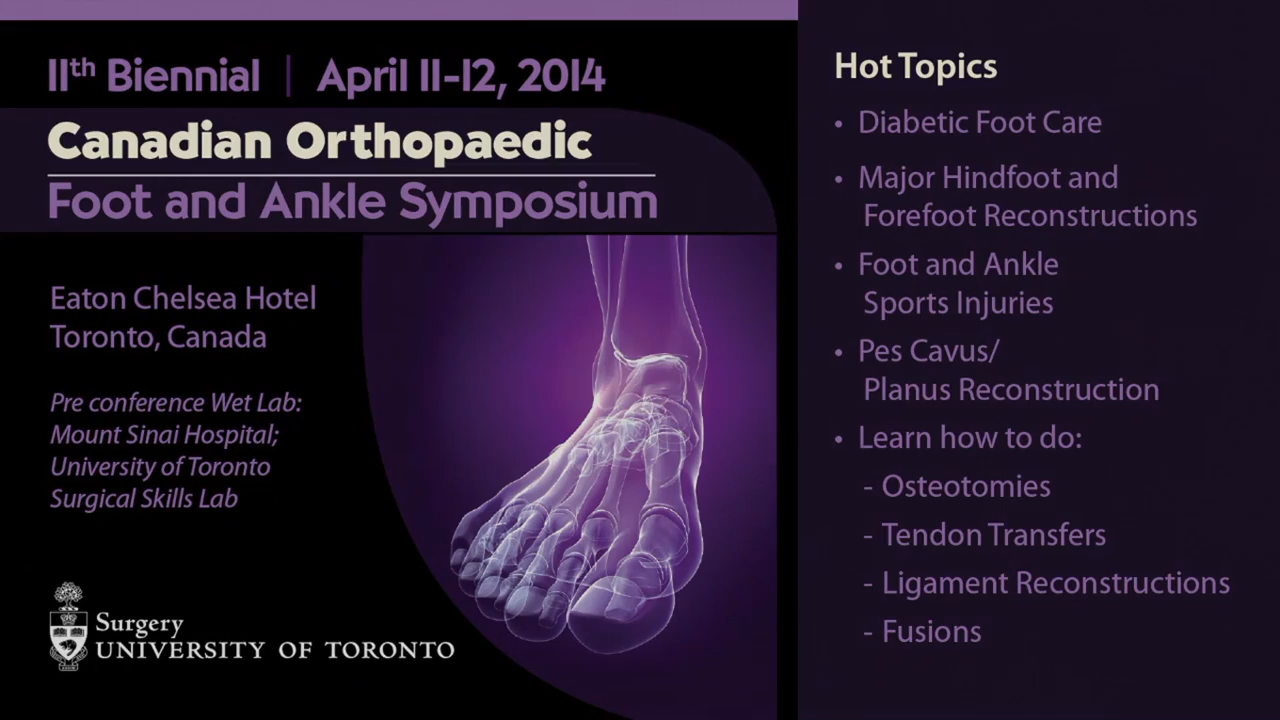 11th Biennial | April 11-12, 2014
Canadian Orthopaedic
Foot and Ankle Symposium
Eaton Chelsea Hotel
Toronto, Canada
Pre conference Wet Lab:
Mount Sinai Hospital;
University of Toronto
Surgical Skills Lab
Surgery
UNIVERSITY OF TORONTO
Hot Topics
• Diabetic Foot Care
• Major Hindfoot and
Forefoot Reconstructions
• Foot and Ankle
Sports Injuries
• Pes Cavus/
Planus Reconstruction
• Learn how to do:
- Osteotomies
- Tendon Transfers
- Ligament Reconstructions
- Fusions